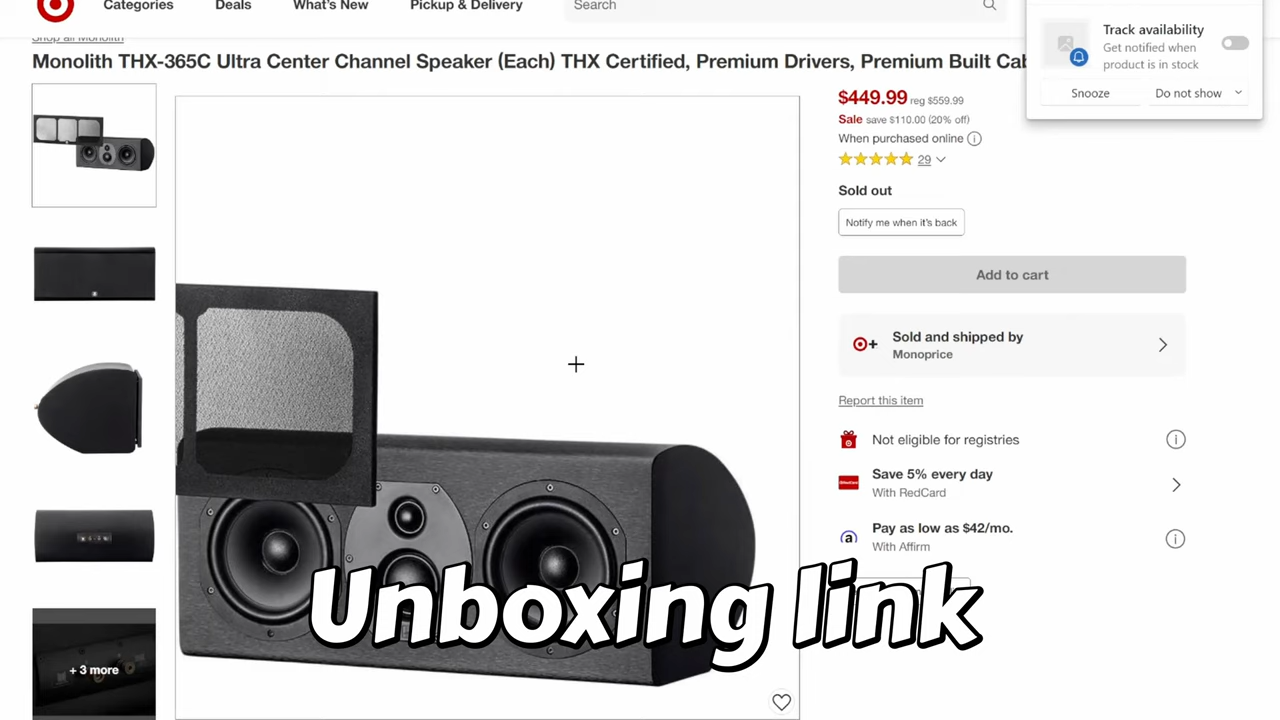 Categories
Deals
What's New
Pickup & Delivery
Search
Shop all Monolith
Monolith THX-365C Ultra Center Channel Speaker (Each) THX Certified, Premium Drivers, Premium Built Cab
+ 3 more
$449.99 reg $559.99
Sale save $110.00 (20% off)
When purchased online
29
Sold out
Notify me when it's back
Add to cart
Sold and shipped by
Monoprice
Report this item
Not eligible for registries
Save 5% every day
With RedCard
Pay as low as $42/mo.
With Affirm
Track availability
Get notified when
product is in stock
Snooze
Do not show
Unboxing link